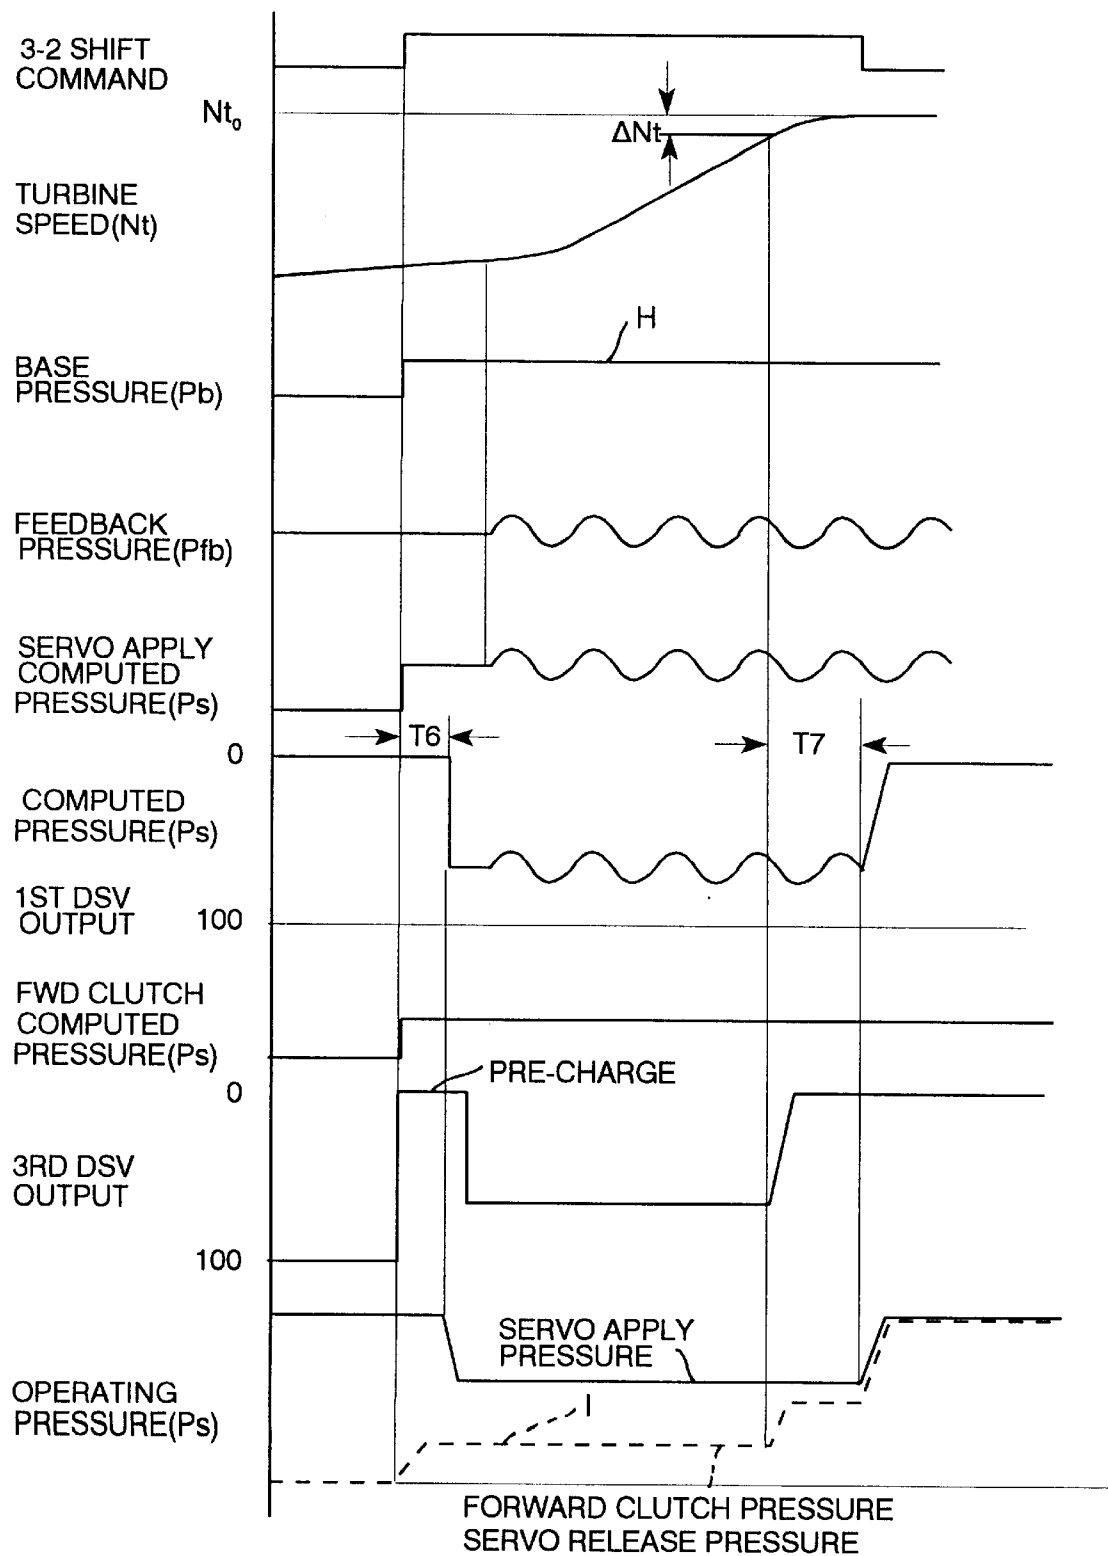 3-2 SHIFT
COMMAND
Nt₀
ΔNt
TURBINE
SPEED(Nt)
H
BASE
PRESSURE(Pb)
FEEDBACK
PRESSURE(Pfb)
SERVO APPLY
COMPUTED
PRESSURE(Ps)
T6
T7
0
COMPUTED
PRESSURE(Ps)
1ST DSV
OUTPUT
100
FWD CLUTCH
COMPUTED
PRESSURE(Ps)
PRE-CHARGE
0
3RD DSV
OUTPUT
100
SERVO APPLY
PRESSURE
OPERATING
PRESSURE(Ps)
I
FORWARD CLUTCH PRESSURE
SERVO RELEASE PRESSURE